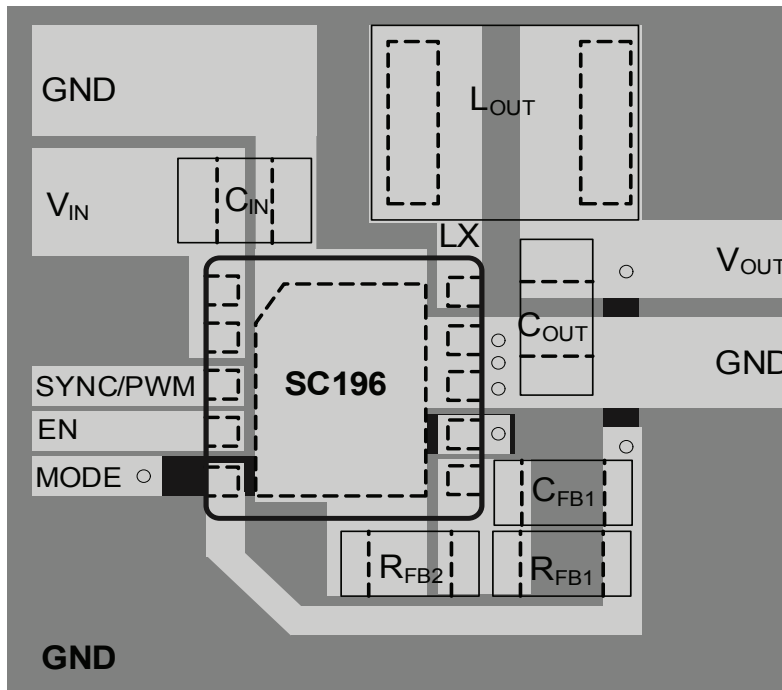 GND
LOUT
VIN
CIN
LX
VOUT
COUT
GND
SYNC/PWM
SC196
EN
MODE
CFB1
RFB2
RFB1
GND